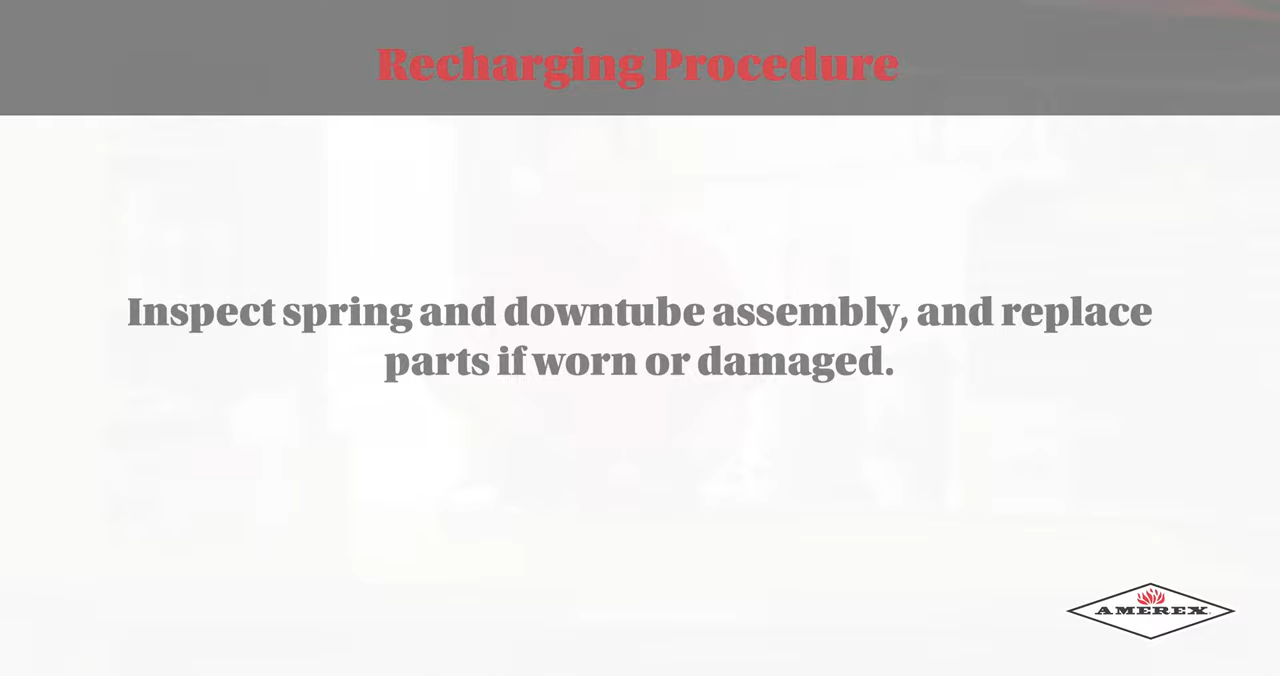 Recharging Procedure
Inspect spring and downtube assembly, and replace
parts if worn or damaged.
AMEREX